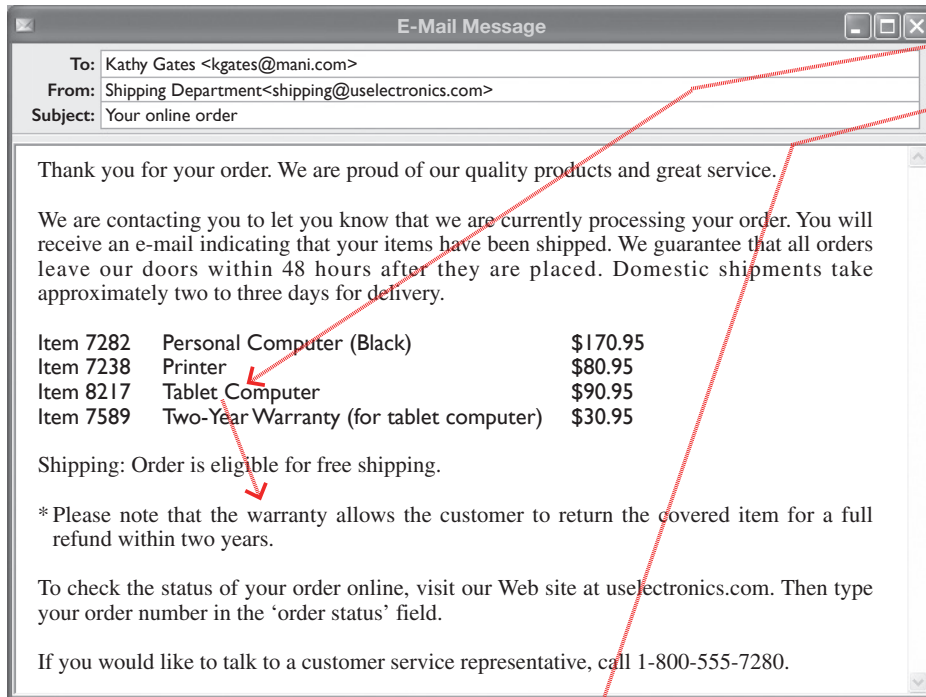 E-Mail Message
To: Kathy Gates <kgates@mani.com>
From: Shipping Department<shipping@uselectronics.com>
Subject: Your online order
Thank you for your order. We are proud of our quality products and great service.
We are contacting you to let you know that we are currently processing your order. You will
receive an e-mail indicating that your items have been shipped. We guarantee that all orders
leave our doors within 48 hours after they are placed. Domestic shipments take
approximately two to three days for delivery.
Item 7282 Personal Computer (Black) $170.95
Item 7238 Printer $80.95
Item 8217 Tablet Computer $90.95
Item 7589 Two-Year Warranty (for tablet computer) $30.95
Shipping: Order is eligible for free shipping.
* Please note that the warranty allows the customer to return the covered item for a full
refund within two years.
To check the status of your order online, visit our Web site at uselectronics.com. Then type
your order number in the ‘order status’ field.
If you would like to talk to a customer service representative, call 1-800-555-7280.